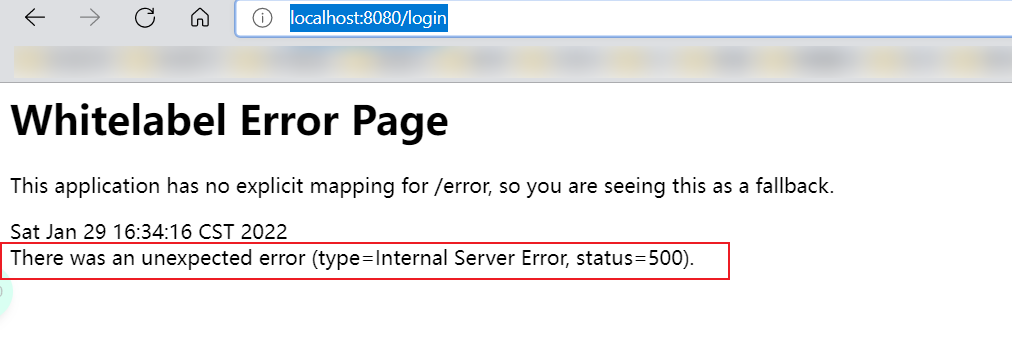 localhost:8080/login
Whitelabel Error Page
This application has no explicit mapping for /error, so you are seeing this as a fallback.
Sat Jan 29 16:34:16 CST 2022
There was an unexpected error (type=Internal Server Error, status=500).